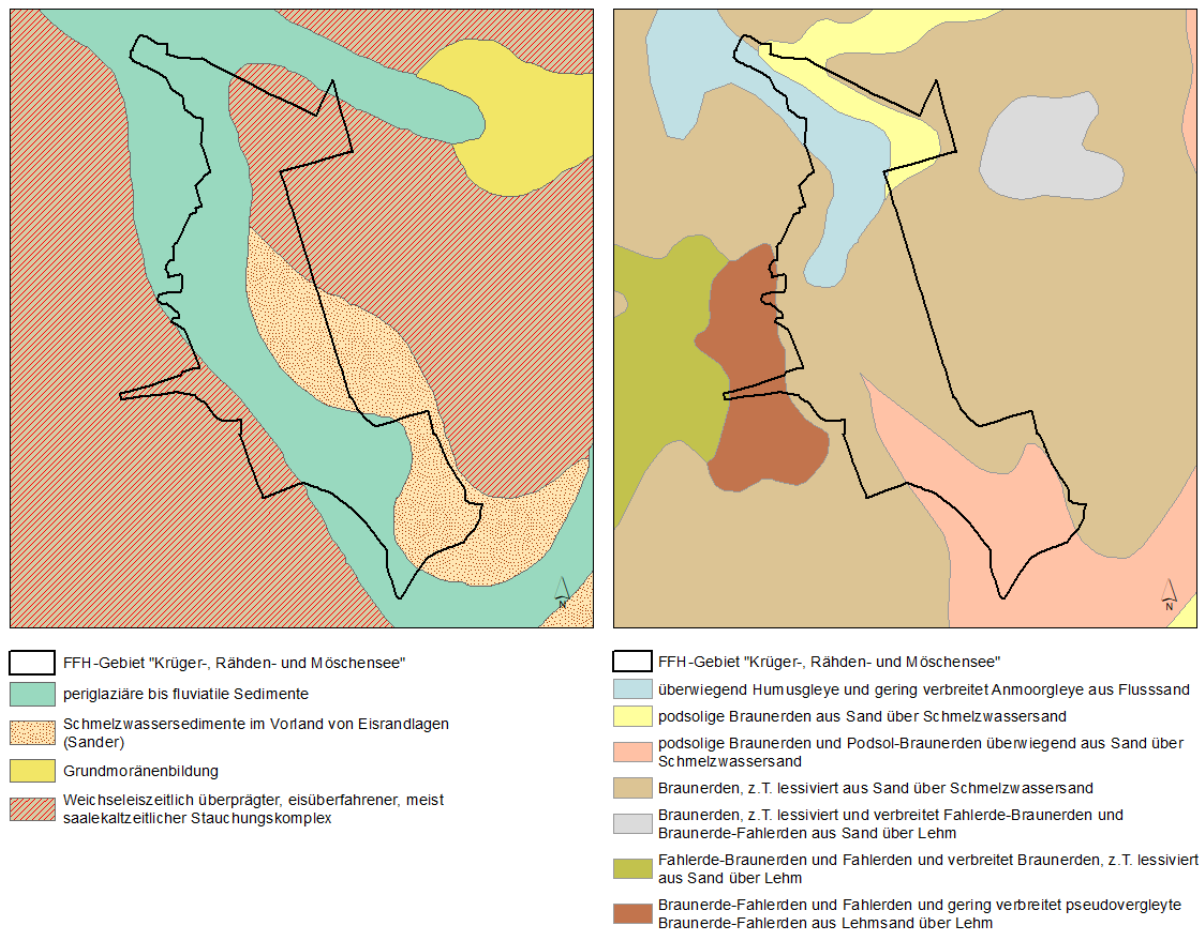 N
N
FFH-Gebiet "Krüger-, Rähden- und Möschensee"
periglaziäre bis fluviatile Sedimente
Schmelzwassersedimente im Vorland von Eisrandlagen
(Sander)
Grundmoränenbildung
Weichseleiszeitlich überprägter, eisüberfahrener, meist
saalekaltzeitlicher Stauchungskomplex
FFH-Gebiet "Krüger-, Rähden- und Möschensee"
überwiegend Humusgleye und gering verbreitet Anmoorgleye aus Flusssand
podsolige Braunerden aus Sand über Schmelzwassersand
podsolige Braunerden und Podsol-Braunerden überwiegend aus Sand über
Schmelzwassersand
Braunerden, z.T. lessiviert aus Sand über Schmelzwassersand
Braunerden, z.T. lessiviert und verbreitet Fahlerde-Braunerden und
Braunerde-Fahlerden aus Sand über Lehm
Fahlerde-Braunerden und Fahlerden und verbreitet Braunerden, z.T. lessiviert
aus Sand über Lehm
Braunerde-Fahlerden und Fahlerden und gering verbreitet pseudovergleyte
Braunerde-Fahlerden aus Lehmsand über Lehm